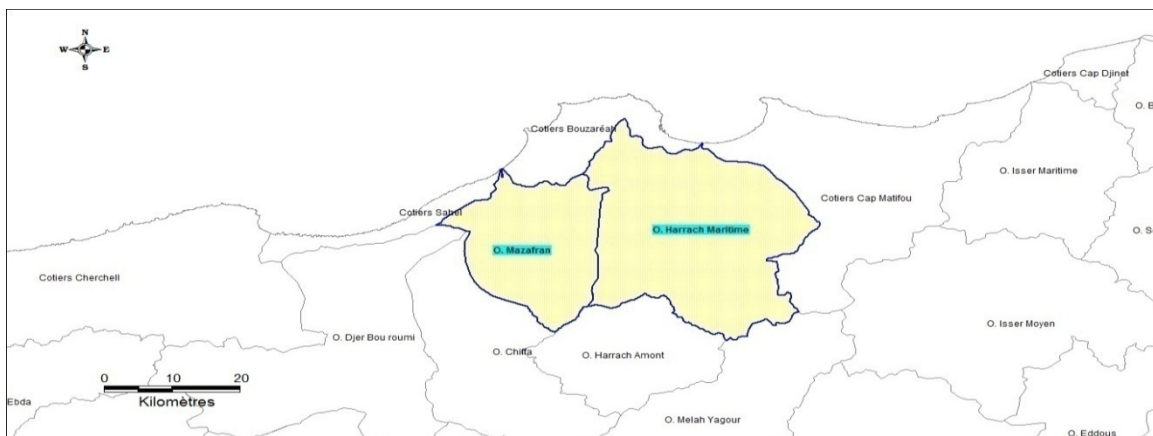 N
W E
S
Cotiers Cap Djinet
O. B
Cotiers Bouzaréah
O. Isser Maritime
Cotiers Cap Matifou
Cotiers Sahel
O. Harrach Maritime
O. S
O. Mazafran
Cotiers Cherchell
O. Isser Moyen
O. Djer Bou roumi
O. Chiffa
O. Harrach Amont
0 10 20
Kilomètres
Ebda
O. Melah Yagour
O. Eddous